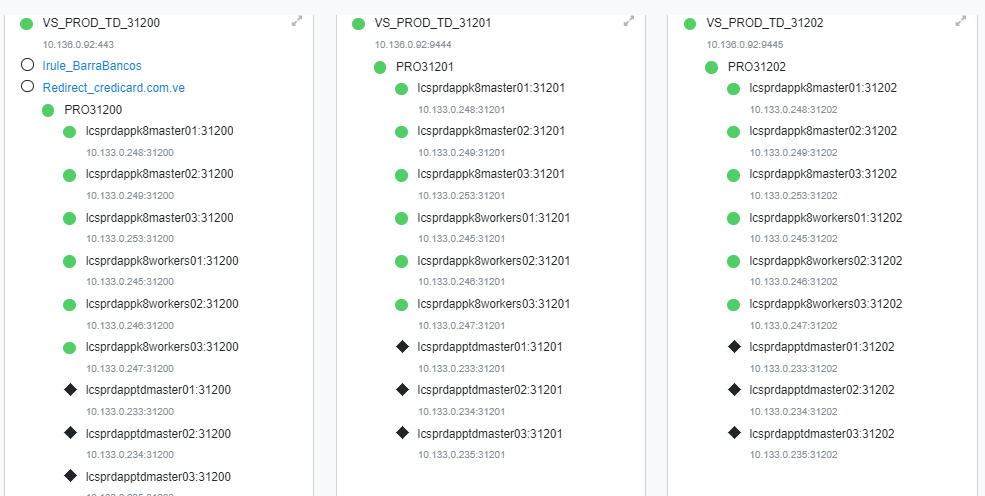 VS_PROD_TD_31200
10.136.0.92:443
Irule_BarraBancos
Redirect_credicard.com.ve
PRO31200
lcsprdappk8master01:31200
10.133.0.248:31200
lcsprdappk8master02:31200
10.133.0.249:31200
lcsprdappk8master03:31200
10.133.0.253:31200
lcsprdappk8workers01:31200
10.133.0.245:31200
lcsprdappk8workers02:31200
10.133.0.246:31200
lcsprdappk8workers03:31200
10.133.0.247:31200
lcsprdapptdmaster01:31200
10.133.0.233:31200
lcsprdapptdmaster02:31200
10.133.0.234:31200
lcsprdapptdmaster03:31200
10.133.0.235:31200
VS_PROD_TD_31201
10.136.0.92:9444
PRO31201
lcsprdappk8master01:31201
10.133.0.248:31201
lcsprdappk8master02:31201
10.133.0.249:31201
lcsprdappk8master03:31201
10.133.0.253:31201
lcsprdappk8workers01:31201
10.133.0.245:31201
lcsprdappk8workers02:31201
10.133.0.246:31201
lcsprdappk8workers03:31201
10.133.0.247:31201
lcsprdapptdmaster01:31201
10.133.0.233:31201
lcsprdapptdmaster02:31201
10.133.0.234:31201
lcsprdapptdmaster03:31201
10.133.0.235:31201
VS_PROD_TD_31202
10.136.0.92:9445
PRO31202
lcsprdappk8master01:31202
10.133.0.248:31202
lcsprdappk8master02:31202
10.133.0.249:31202
lcsprdappk8master03:31202
10.133.0.253:31202
lcsprdappk8workers01:31202
10.133.0.245:31202
lcsprdappk8workers02:31202
10.133.0.246:31202
lcsprdappk8workers03:31202
10.133.0.247:31202
lcsprdapptdmaster01:31202
10.133.0.233:31202
lcsprdapptdmaster02:31202
10.133.0.234:31202
lcsprdapptdmaster03:31202
10.133.0.235:31202